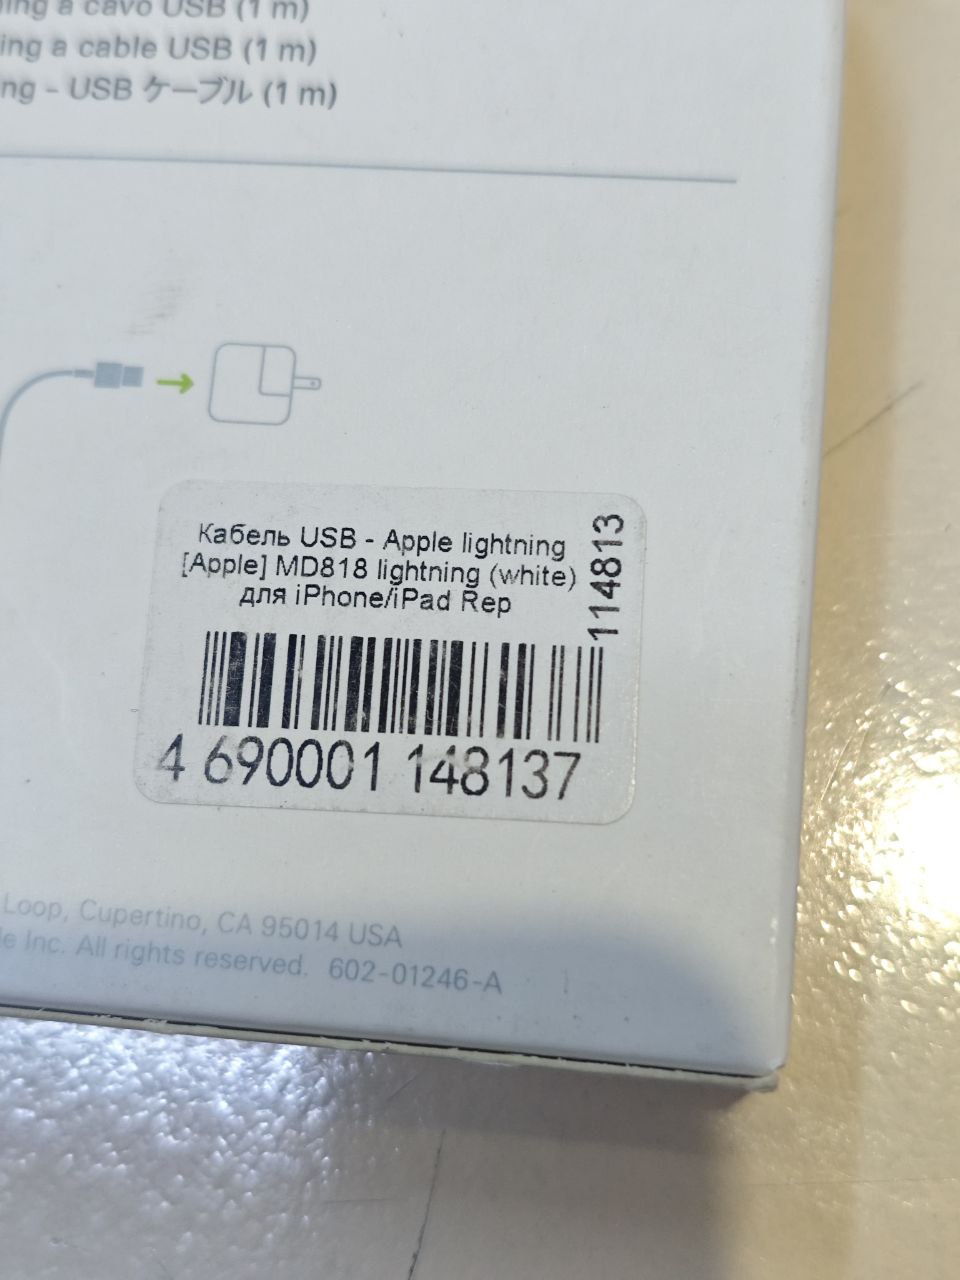 ing a cavo USB (1 m)
ing a cable USB (1 m)
ng - USB ケーブル (1 m)
Кабель USB - Apple lightning
[Apple] MD818 lightning (white)
для iPhone/iPad Rep
114813
4 690001 148137
Loop, Cupertino, CA 95014 USA
le Inc. All rights reserved. 602-01246-A